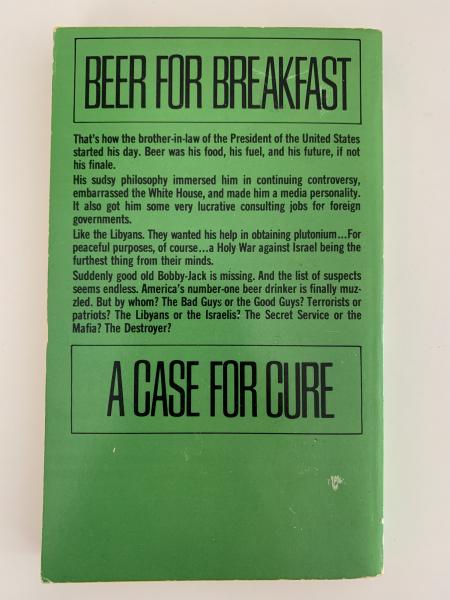 BEER FOR BREAKFAST
That's how the brother-in-law of the President of the United States
started his day. Beer was his food, his fuel, and his future, if not
his finale.
His sudsy philosophy immersed him in continuing controversy,
embarrassed the White House, and made him a media personality.
It also got him some very lucrative consulting jobs for foreign
governments.
Like the Libyans. They wanted his help in obtaining plutonium...For
peaceful purposes, of course...a Holy War against Israel being the
furthest thing from their minds.
Suddenly good old Bobby-Jack is missing. And the list of suspects
seems endless. America's number-one beer drinker is finally muz-
zled. But by whom? The Bad Guys or the Good Guys? Terrorists or
patriots? The Libyans or the Israelis? The Secret Service or the
Mafia? The Destroyer?
A CASE FOR CURE